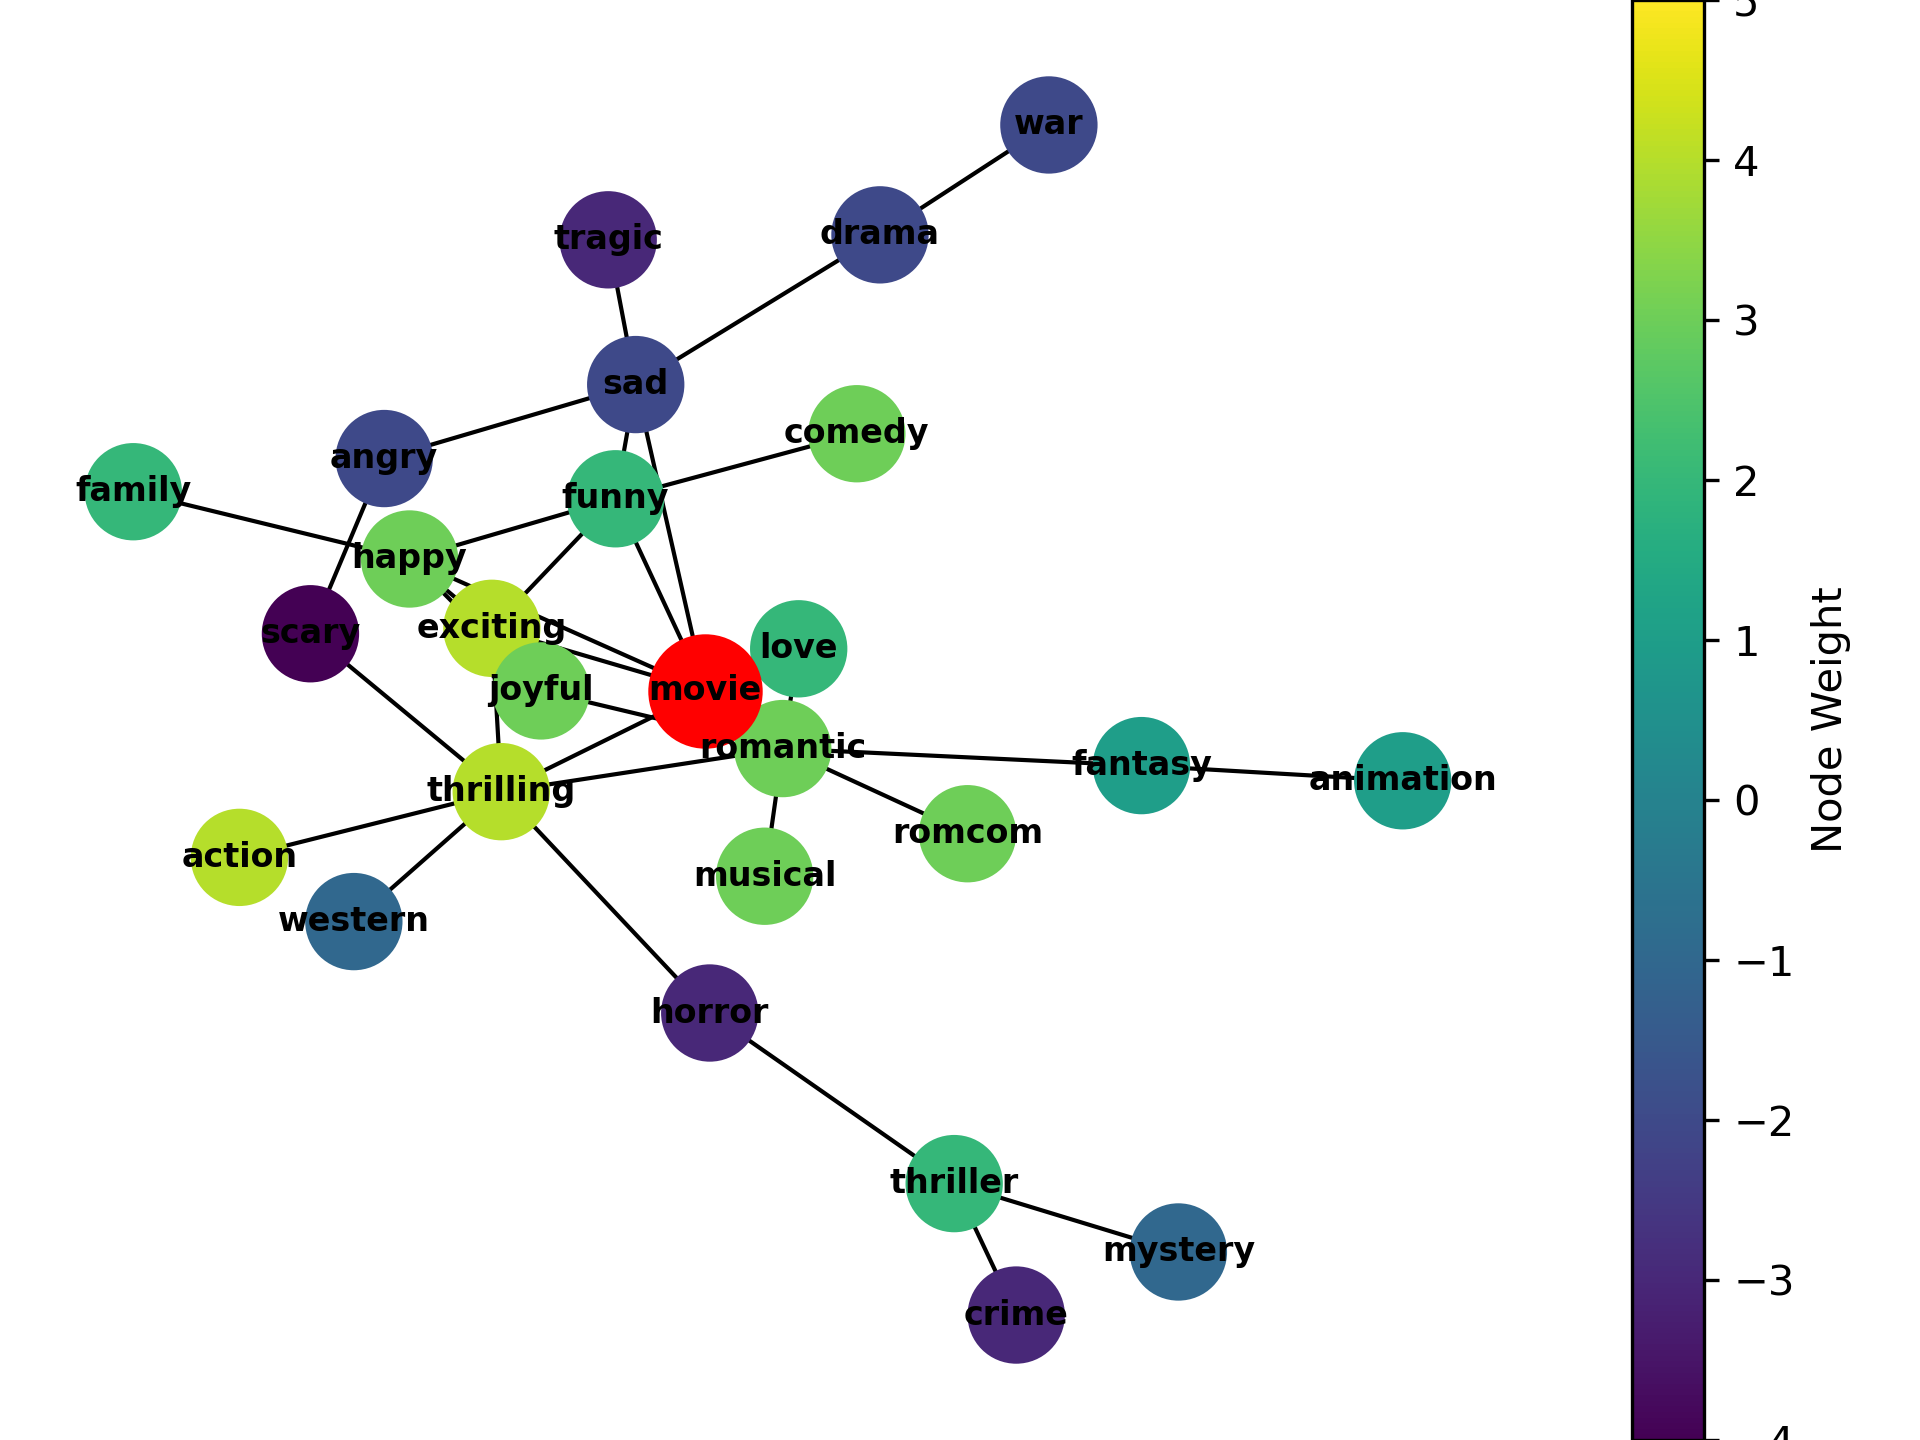 5
war
4
tragic
drama
3
sad
comedy
angry
family
funny
2
happy
exciting
scary
love
1
joyful
movie
Node Weight
romantic
fantasy
animation
thrilling
0
romcom
action
musical
western
−1
horror
−2
thriller
mystery
−3
crime
−4